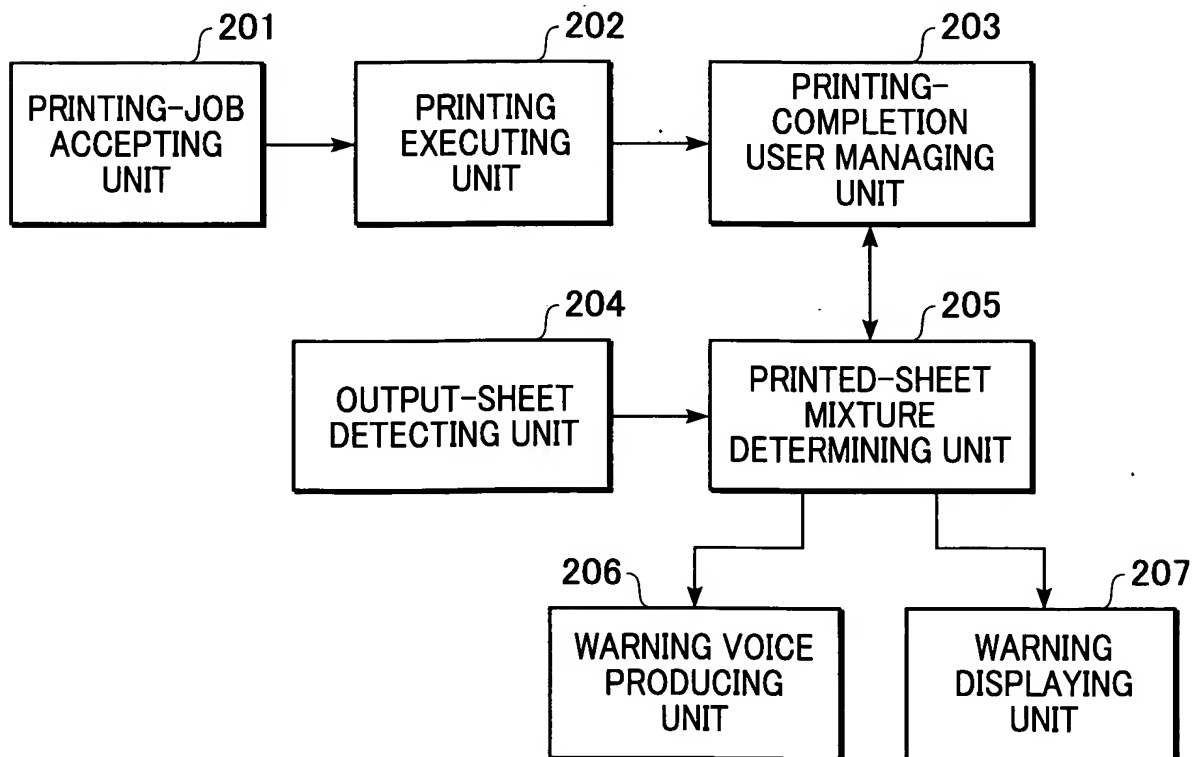 201
PRINTING-JOB
ACCEPTING
UNIT
202
PRINTING
EXECUTING
UNIT
203
PRINTING-
COMPLETION
USER MANAGING
UNIT
204
OUTPUT-SHEET
DETECTING UNIT
205
PRINTED-SHEET
MIXTURE
DETERMINING UNIT
206
WARNING VOICE
PRODUCING
UNIT
207
WARNING
DISPLAYING
UNIT